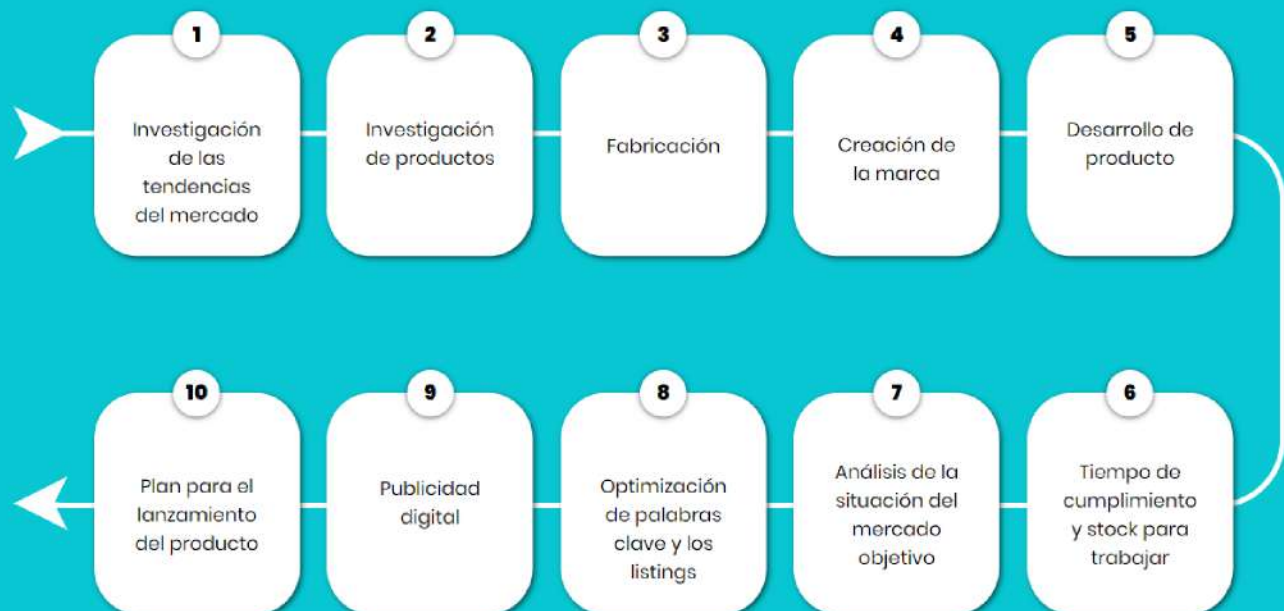 1
Investigación
de las
tendencias
del mercado
2
Investigación
de productos
3
Fabricación
4
Creación de
la marca
5
Desarrollo de
producto
6
Tiempo de
cumplimiento
y stock para
trabajar
7
Análisis de la
situación del
mercado
objetivo
8
Optimización
de palabras
clave y los
listings
9
Publicidad
digital
10
Plan para el
lanzamiento
del producto